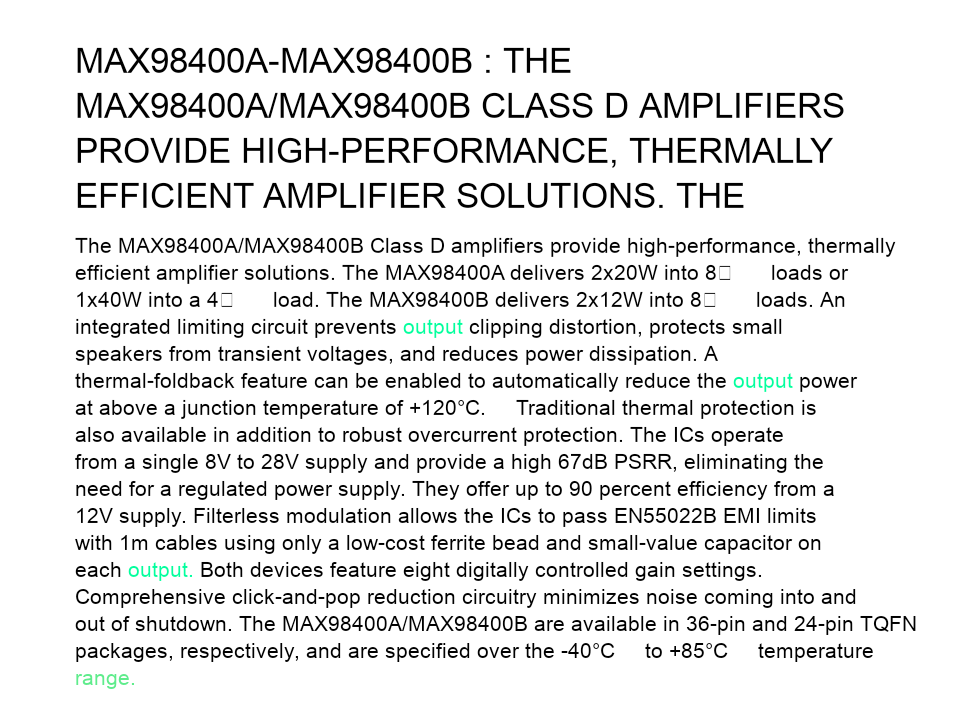 MAX98400A-MAX98400B : THE
MAX98400A/MAX98400B CLASS D AMPLIFIERS
PROVIDE HIGH-PERFORMANCE, THERMALLY
EFFICIENT AMPLIFIER SOLUTIONS. THE
The MAX98400A/MAX98400B Class D amplifiers provide high-performance, thermally
efficient amplifier solutions. The MAX98400A delivers 2x20W into 8 loads or
1x40W into a 4 load. The MAX98400B delivers 2x12W into 8 loads. An
integrated limiting circuit prevents output clipping distortion, protects small
speakers from transient voltages, and reduces power dissipation. A
thermal-foldback feature can be enabled to automatically reduce the output power
at above a junction temperature of +120°C. Traditional thermal protection is
also available in addition to robust overcurrent protection. The ICs operate
from a single 8V to 28V supply and provide a high 67dB PSRR, eliminating the
need for a regulated power supply. They offer up to 90 percent efficiency from a
12V supply. Filterless modulation allows the ICs to pass EN55022B EMI limits
with 1m cables using only a low-cost ferrite bead and small-value capacitor on
each output. Both devices feature eight digitally controlled gain settings.
Comprehensive click-and-pop reduction circuitry minimizes noise coming into and
out of shutdown. The MAX98400A/MAX98400B are available in 36-pin and 24-pin TQFN
packages, respectively, and are specified over the -40°C to +85°C temperature
range.